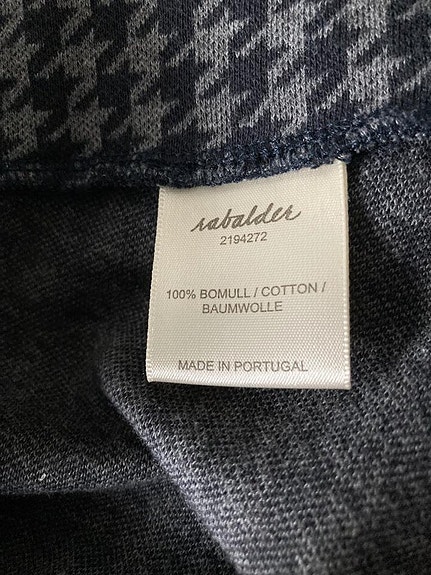 rabalder
2194272
100% BOMULL / COTTON /
BAUMWOLLE
MADE IN PORTUGAL